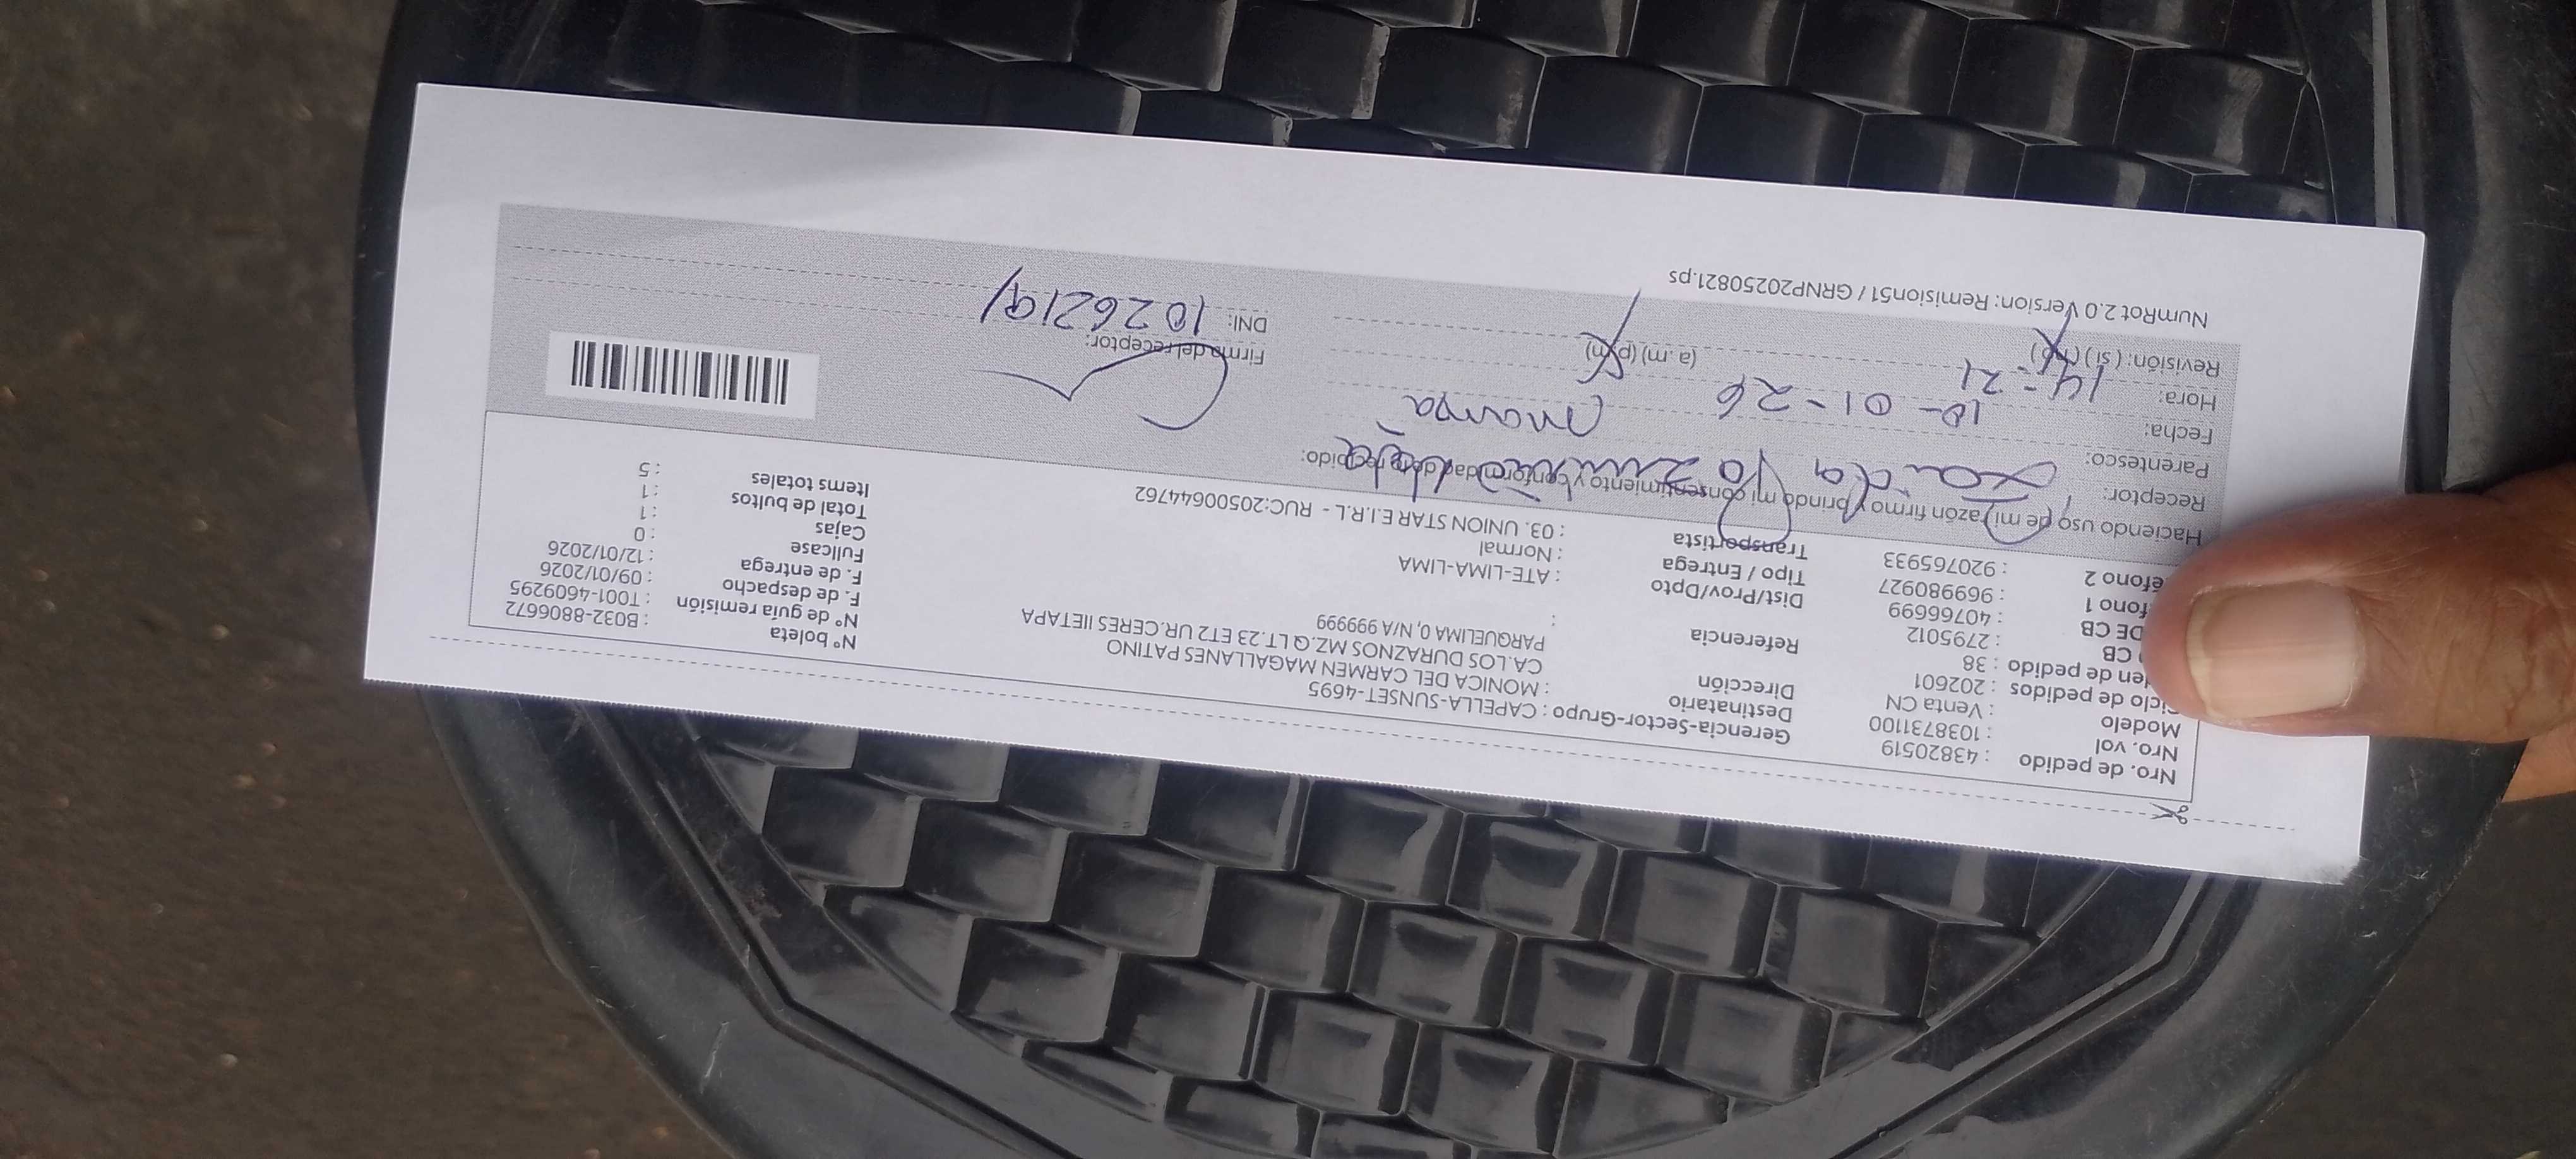 Nro. de pedido : 43820519
Nro. vol : 1038731100
Modelo : Venta CN
iclo de pedidos : 202601
en de pedido : 38
CB : 2795012
DE CB : 40766699
fono 1 : 969980927
éfono 2 : 920765933
Gerencia-Sector-Grupo : CAPELLA-SUNSET-4695
Destinatario : MONICA DEL CARMEN MAGALLANES PATINO
Dirección CA.LOS DURAZNOS MZ.Q LT.23 ET2 UR.CERES IIETAPA
PARQUELIMA 0, N/A 999999
Referencia :
Dist/Prov/Dpto : ATE-LIMA-LIMA
Tipo / Entrega : Normal
Transportista : 03. UNION STAR E.I.R.L - RUC:20500644762
Nº boleta : B032-8806672
Nº de guía remisión : T001-4609295
F. de despacho : 09/01/2026
F. de entrega : 12/01/2026
Fullcase : 0
Cajas : 1
Total de bultos : 1
Items totales : 5
Haciendo uso de mi razón firmo y brindo mi consentimiento y conformidad de lo recibido:
Receptor:
Parentesco: mamá
Fecha: 10-01-26
Hora: 14-21 (a. m) (p. m)
Revisión: (si) (no)
Firma del receptor:
DNI: 10262191
NumRot 2.0 Version: Remision51 / GRNP20250821.ps